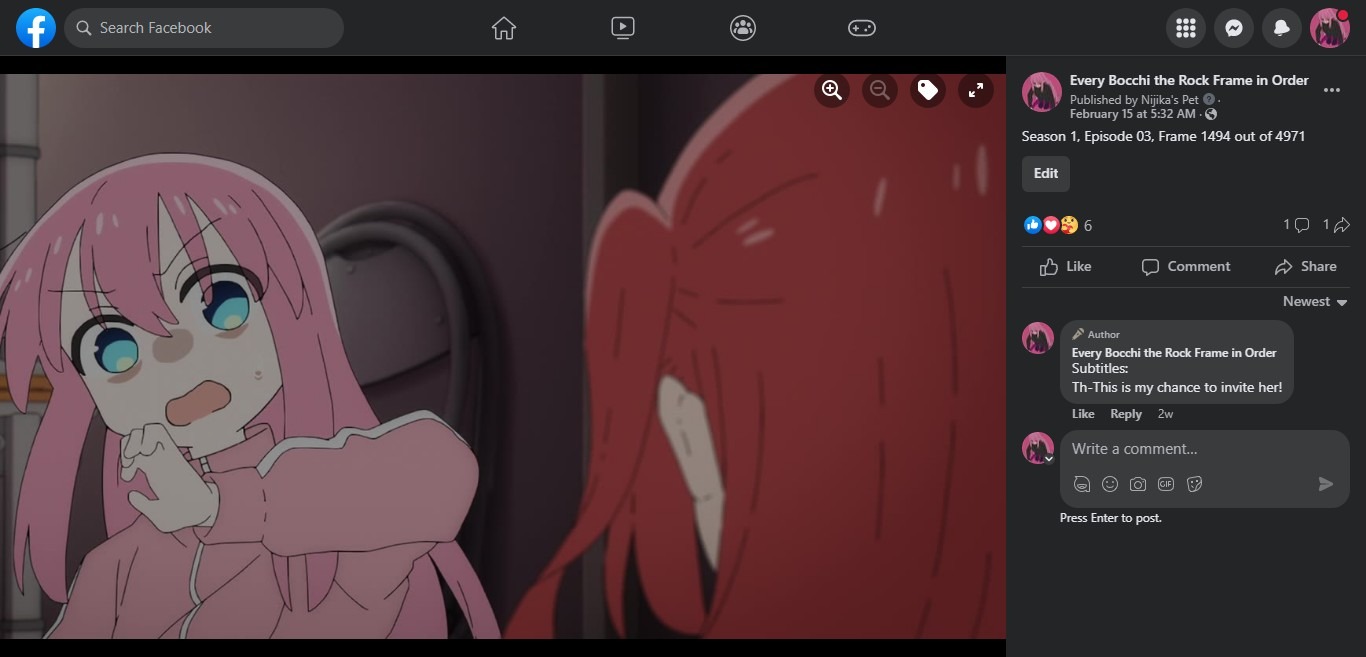 Search Facebook
Every Bocchi the Rock Frame in Order
Published by Nijika's Pet ·
February 15 at 5:32 AM ·
Season 1, Episode 03, Frame 1494 out of 4971
Edit
6
1
1
Like
Comment
Share
Newest
Author
Every Bocchi the Rock Frame in Order
Subtitles:
Th-This is my chance to invite her!
Like Reply 2w
Write a comment...
GIF
Press Enter to post.